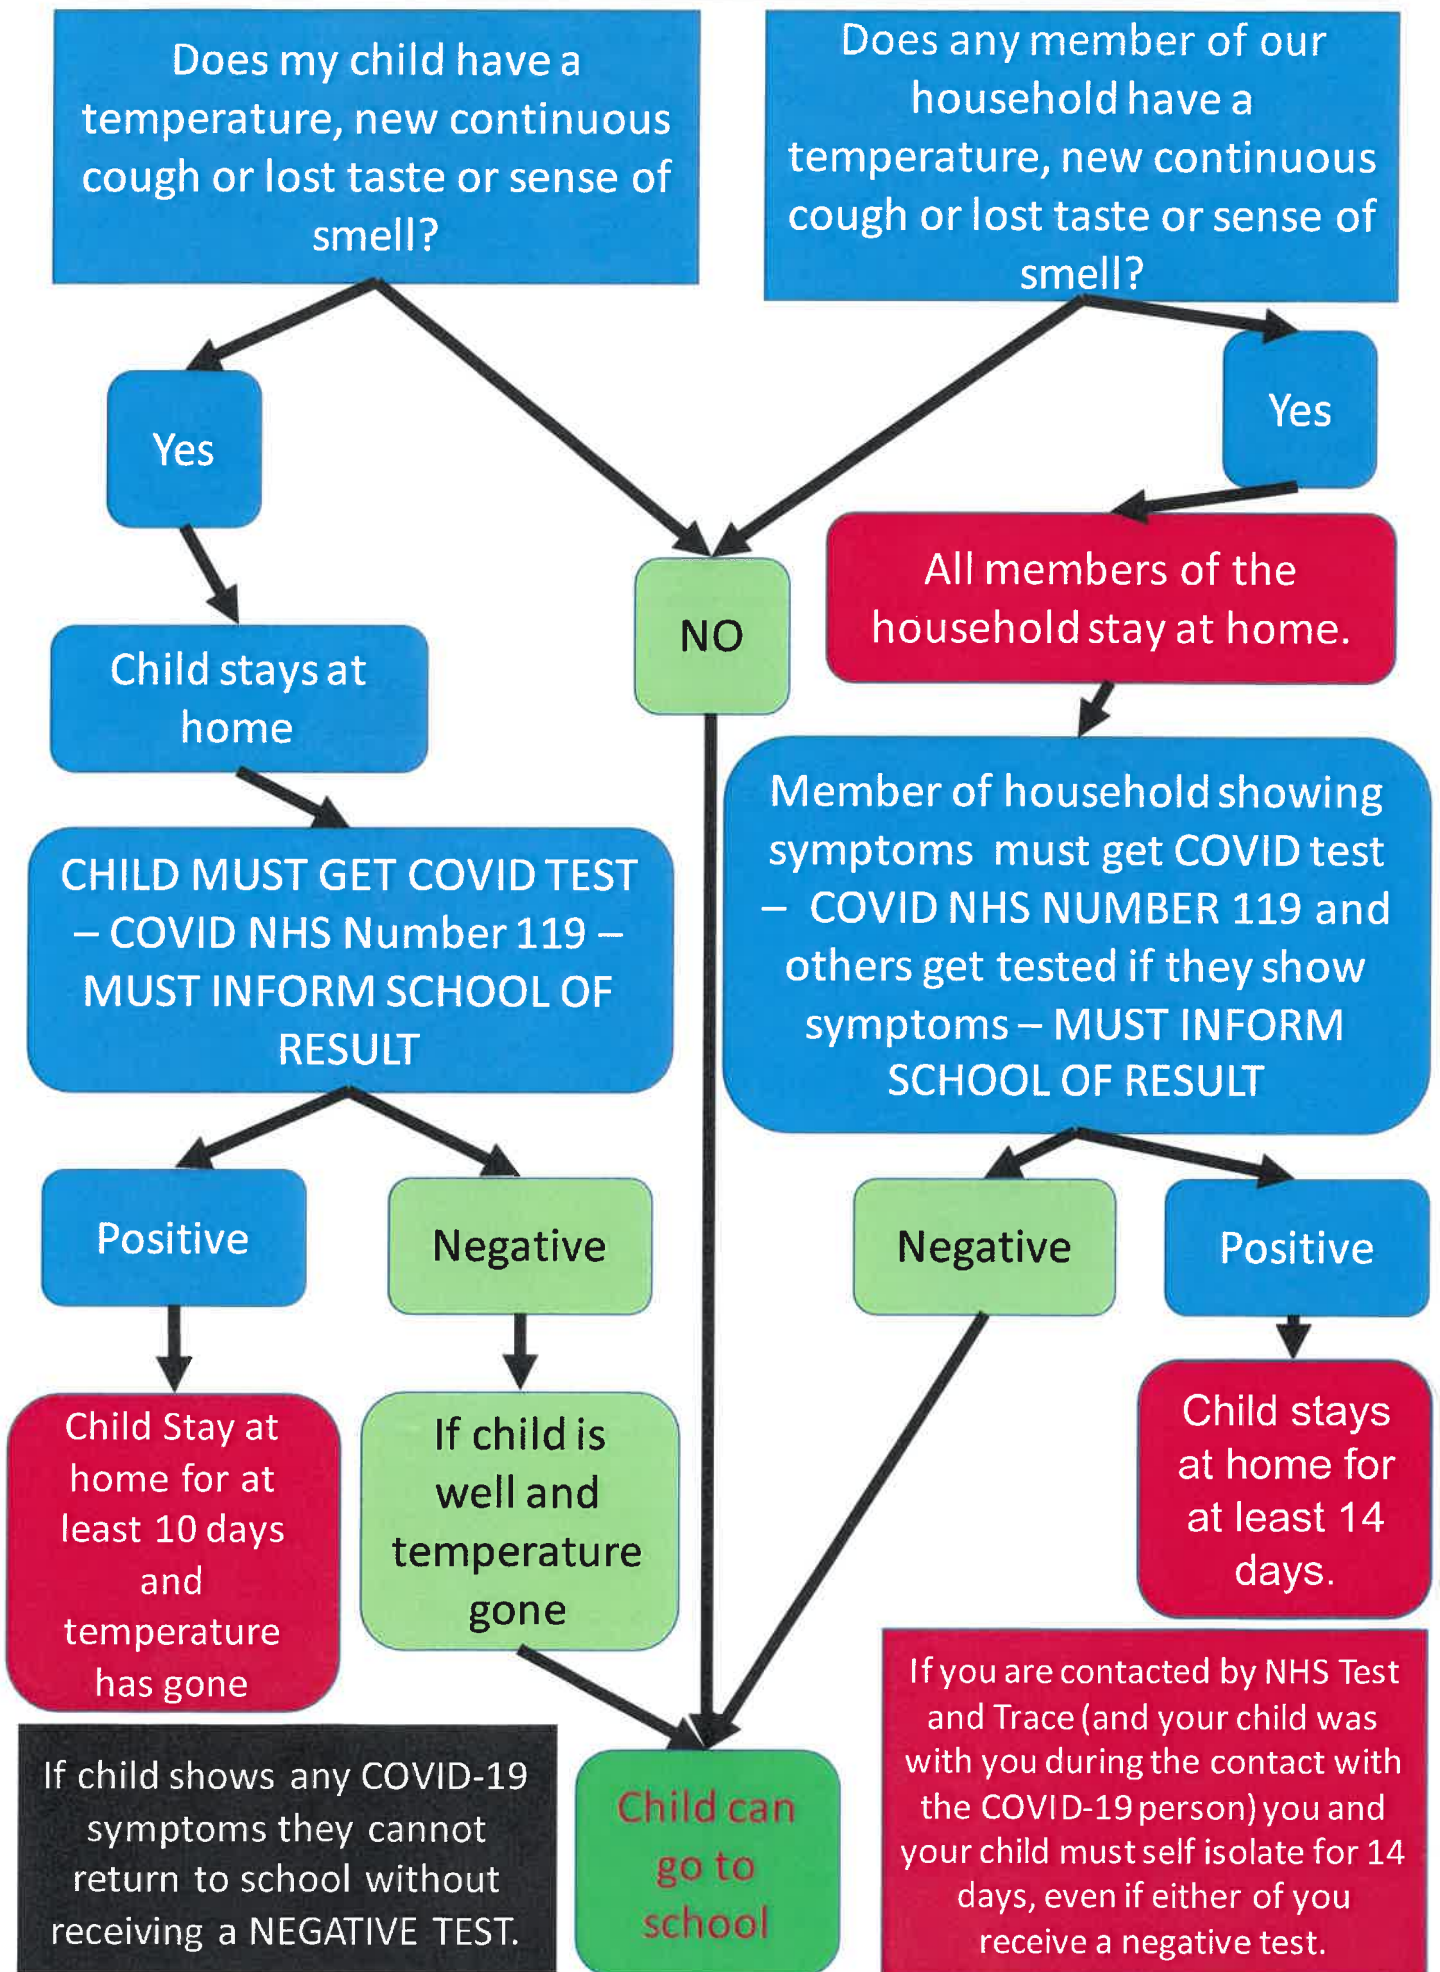 Does my child have a
temperature, new continuous
cough or lost taste or sense of
smell?
Does any member of our
household have a
temperature, new continuous
cough or lost taste or sense of
smell?
Yes
Yes
NO
All members of the
household stay at home.
Child stays at
home
CHILD MUST GET COVID TEST
– COVID NHS Number 119 –
MUST INFORM SCHOOL OF
RESULT
Member of household showing
symptoms must get COVID test
– COVID NHS NUMBER 119 and
others get tested if they show
symptoms – MUST INFORM
SCHOOL OF RESULT
Positive
Negative
Negative
Positive
Child Stay at
home for at
least 10 days
and
temperature
has gone
If child is
well and
temperature
gone
Child stays
at home for
at least 14
days.
If child shows any COVID-19
symptoms they cannot
return to school without
receiving a NEGATIVE TEST.
Child can
go to
school
If you are contacted by NHS Test
and Trace (and your child was
with you during the contact with
the COVID-19 person) you and
your child must self isolate for 14
days, even if either of you
receive a negative test.